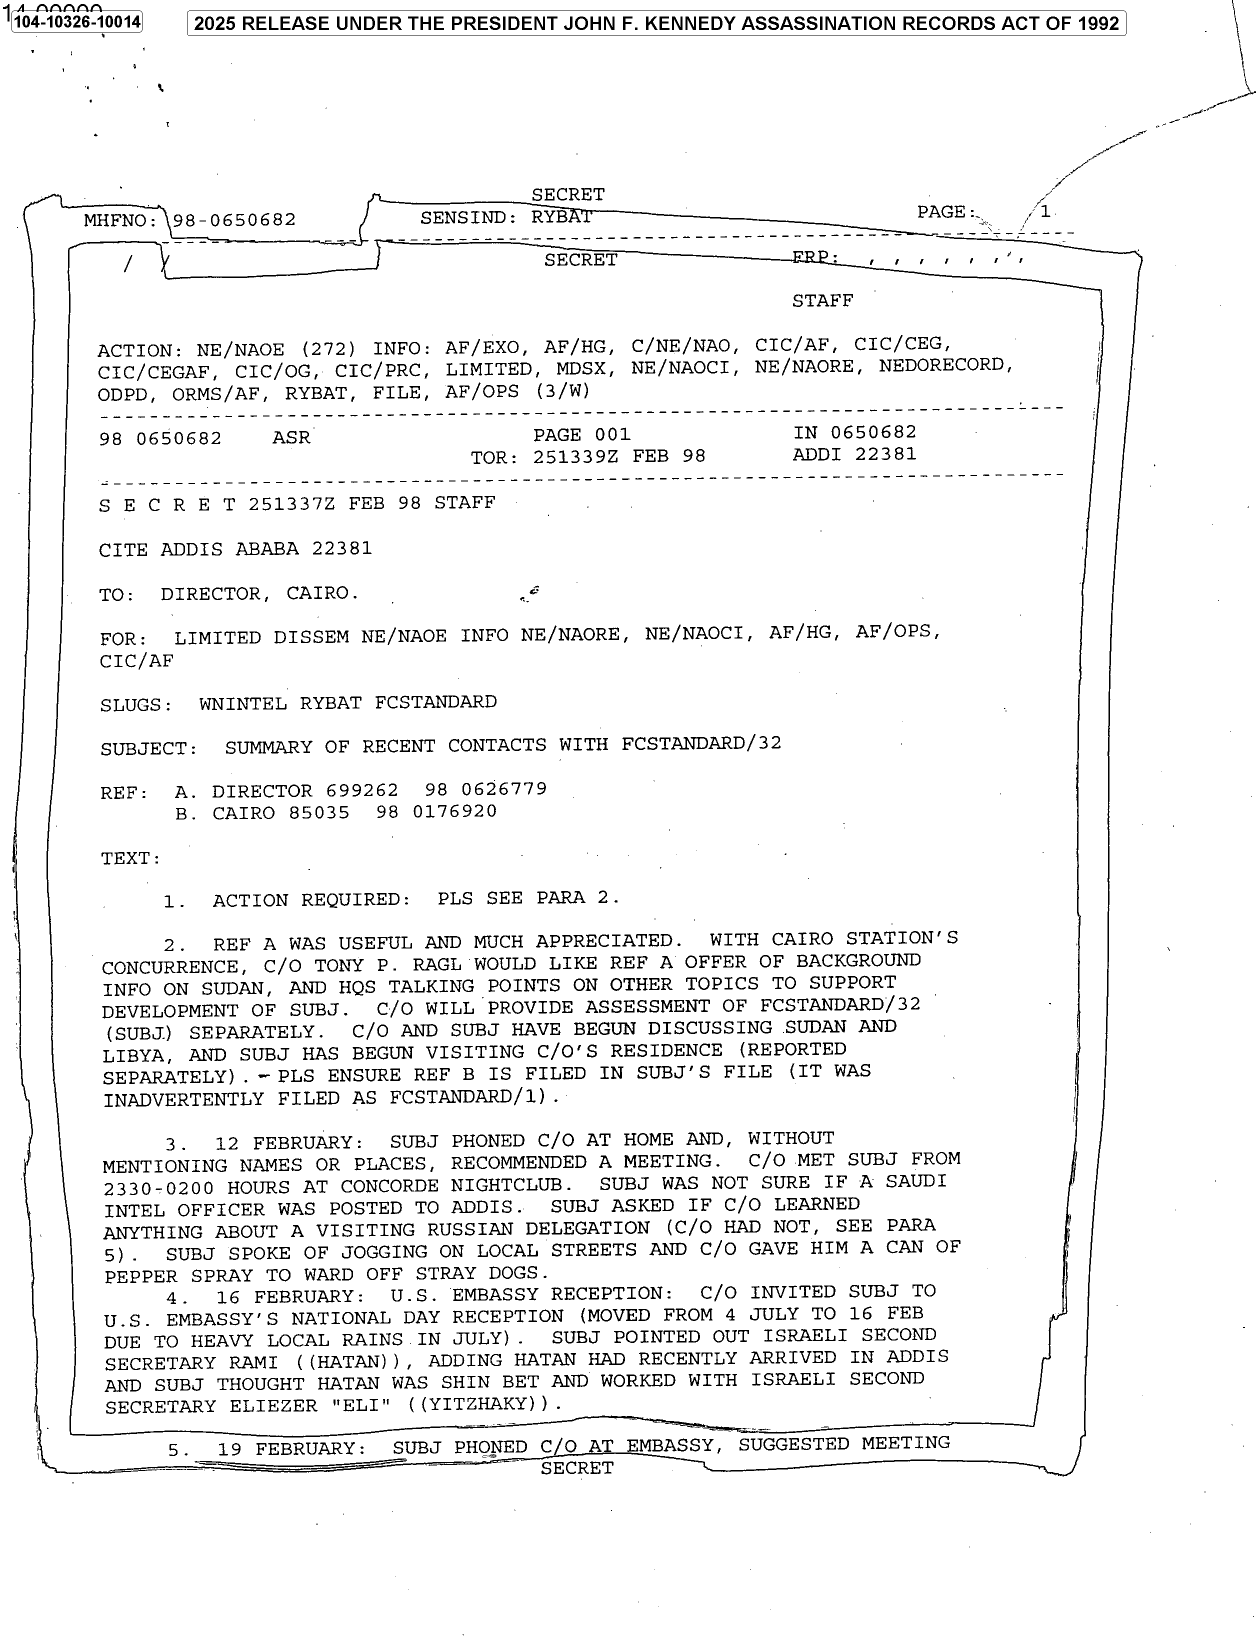 104-10326-10014
2025 RELEASE UNDER THE PRESIDENT JOHN F. KENNEDY ASSASSINATION RECORDS ACT OF 1992
SECRET
MHFNO: 98-0650682 SENSIND: RYBAT PAGE: 1
/ / SECRET FRP: , , , , , , ,
STAFF
ACTION: NE/NAOE (272) INFO: AF/EXO, AF/HG, C/NE/NAO, CIC/AF, CIC/CEG,
CIC/CEGAF, CIC/OG, CIC/PRC, LIMITED, MDSX, NE/NAOCI, NE/NAORE, NEDORECORD,
ODPD, ORMS/AF, RYBAT, FILE, AF/OPS (3/W)
98 0650682 ASR PAGE 001 IN 0650682
TOR: 251339Z FEB 98 ADDI 22381
S E C R E T 251337Z FEB 98 STAFF
CITE ADDIS ABABA 22381
TO: DIRECTOR, CAIRO.
FOR: LIMITED DISSEM NE/NAOE INFO NE/NAORE, NE/NAOCI, AF/HG, AF/OPS,
CIC/AF
SLUGS: WNINTEL RYBAT FCSTANDARD
SUBJECT: SUMMARY OF RECENT CONTACTS WITH FCSTANDARD/32
REF: A. DIRECTOR 699262 98 0626779
B. CAIRO 85035 98 0176920
TEXT:
1. ACTION REQUIRED: PLS SEE PARA 2.
2. REF A WAS USEFUL AND MUCH APPRECIATED. WITH CAIRO STATION'S
CONCURRENCE, C/O TONY P. RAGL WOULD LIKE REF A OFFER OF BACKGROUND
INFO ON SUDAN, AND HQS TALKING POINTS ON OTHER TOPICS TO SUPPORT
DEVELOPMENT OF SUBJ. C/O WILL PROVIDE ASSESSMENT OF FCSTANDARD/32
(SUBJ) SEPARATELY. C/O AND SUBJ HAVE BEGUN DISCUSSING SUDAN AND
LIBYA, AND SUBJ HAS BEGUN VISITING C/O'S RESIDENCE (REPORTED
SEPARATELY). - PLS ENSURE REF B IS FILED IN SUBJ'S FILE (IT WAS
INADVERTENTLY FILED AS FCSTANDARD/1).
3. 12 FEBRUARY: SUBJ PHONED C/O AT HOME AND, WITHOUT
MENTIONING NAMES OR PLACES, RECOMMENDED A MEETING. C/O MET SUBJ FROM
2330-0200 HOURS AT CONCORDE NIGHTCLUB. SUBJ WAS NOT SURE IF A SAUDI
INTEL OFFICER WAS POSTED TO ADDIS. SUBJ ASKED IF C/O LEARNED
ANYTHING ABOUT A VISITING RUSSIAN DELEGATION (C/O HAD NOT, SEE PARA
5). SUBJ SPOKE OF JOGGING ON LOCAL STREETS AND C/O GAVE HIM A CAN OF
PEPPER SPRAY TO WARD OFF STRAY DOGS.
4. 16 FEBRUARY: U.S. EMBASSY RECEPTION: C/O INVITED SUBJ TO
U.S. EMBASSY'S NATIONAL DAY RECEPTION (MOVED FROM 4 JULY TO 16 FEB
DUE TO HEAVY LOCAL RAINS IN JULY). SUBJ POINTED OUT ISRAELI SECOND
SECRETARY RAMI ((HATAN)), ADDING HATAN HAD RECENTLY ARRIVED IN ADDIS
AND SUBJ THOUGHT HATAN WAS SHIN BET AND WORKED WITH ISRAELI SECOND
SECRETARY ELIEZER "ELI" ((YITZHAKY)).
5. 19 FEBRUARY: SUBJ PHONED C/O AT EMBASSY, SUGGESTED MEETING
SECRET